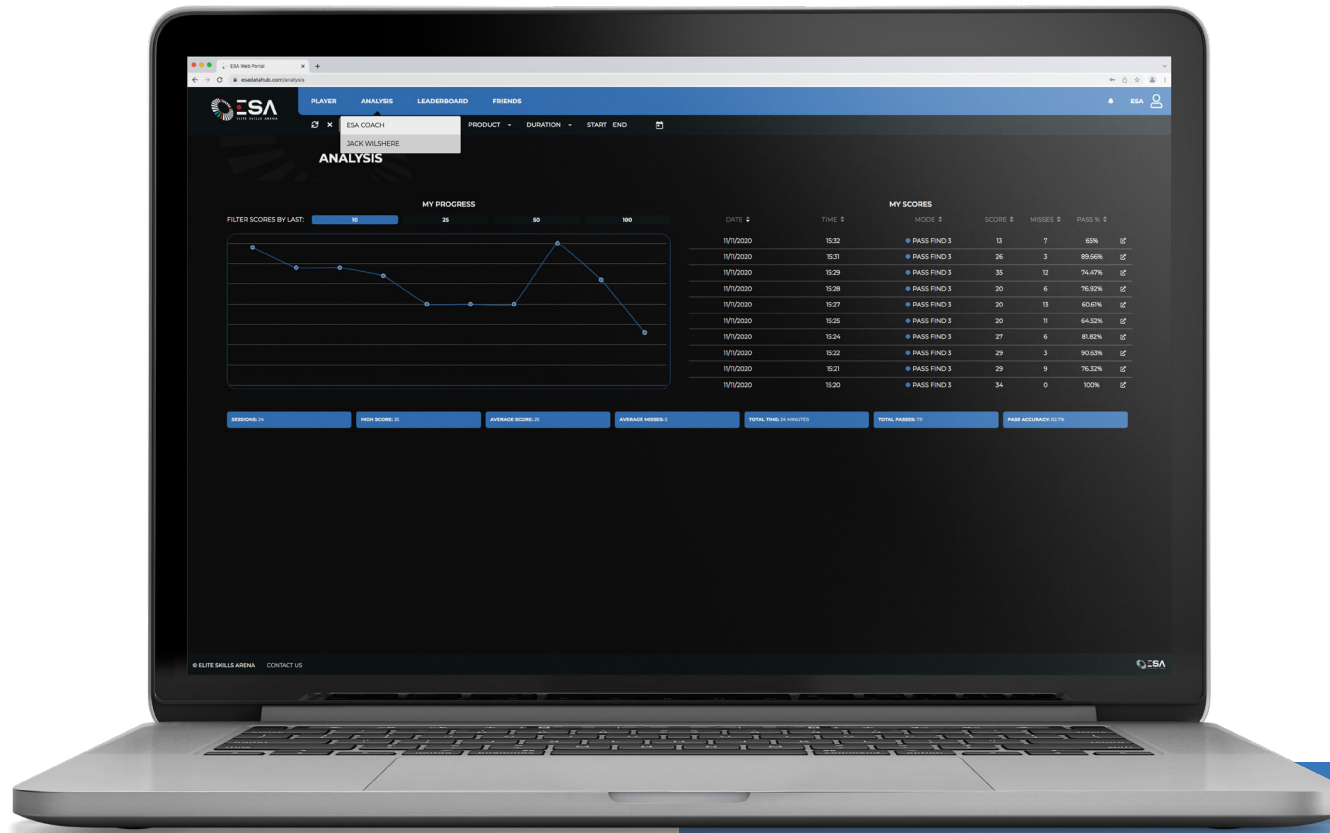 ESA Web Portal
esadatahub.com/analysis
ESA
ELITE SKILLS ARENA
PLAYER ANALYSIS LEADERBOARD FRIENDS
ESA
ESA COACH
PRODUCT DURATION START END
JACK WILSHERE
ANALYSIS
MY PROGRESS
FILTER SCORES BY LAST: 10 25 50 100
MY SCORES
DATE TIME MODE SCORE MISSES PASS %
11/11/2020 15:32 PASS FIND 3 13 7 65%
11/11/2020 15:31 PASS FIND 3 26 3 89.66%
11/11/2020 15:29 PASS FIND 3 35 12 74.47%
11/11/2020 15:28 PASS FIND 3 20 6 76.92%
11/11/2020 15:27 PASS FIND 3 20 13 60.61%
11/11/2020 15:25 PASS FIND 3 20 11 64.52%
11/11/2020 15:24 PASS FIND 3 27 6 81.82%
11/11/2020 15:22 PASS FIND 3 29 3 90.63%
11/11/2020 15:21 PASS FIND 3 29 9 76.32%
11/11/2020 15:20 PASS FIND 3 34 0 100%
SESSIONS: 24 HIGH SCORE: 35 AVERAGE SCORE: 25 AVERAGE MISSES: 5 TOTAL TIME: 24 MINUTES TOTAL PASSES: PASS ACCURACY:
© ELITE SKILLS ARENA CONTACT US
ESA